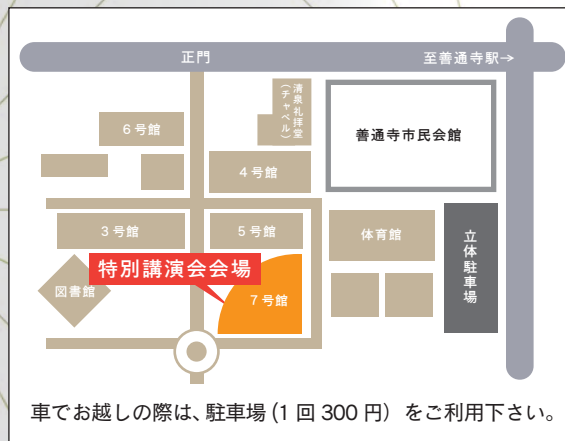 正門
至善通寺駅→
清泉礼拝堂
(チャペル)
6号館
善通寺市民会館
4号館
3号館
5号館
体育館
立体駐車場
特別講演会会場
図書館
7号館
車でお越しの際は、駐車場(1回300円)をご利用下さい。